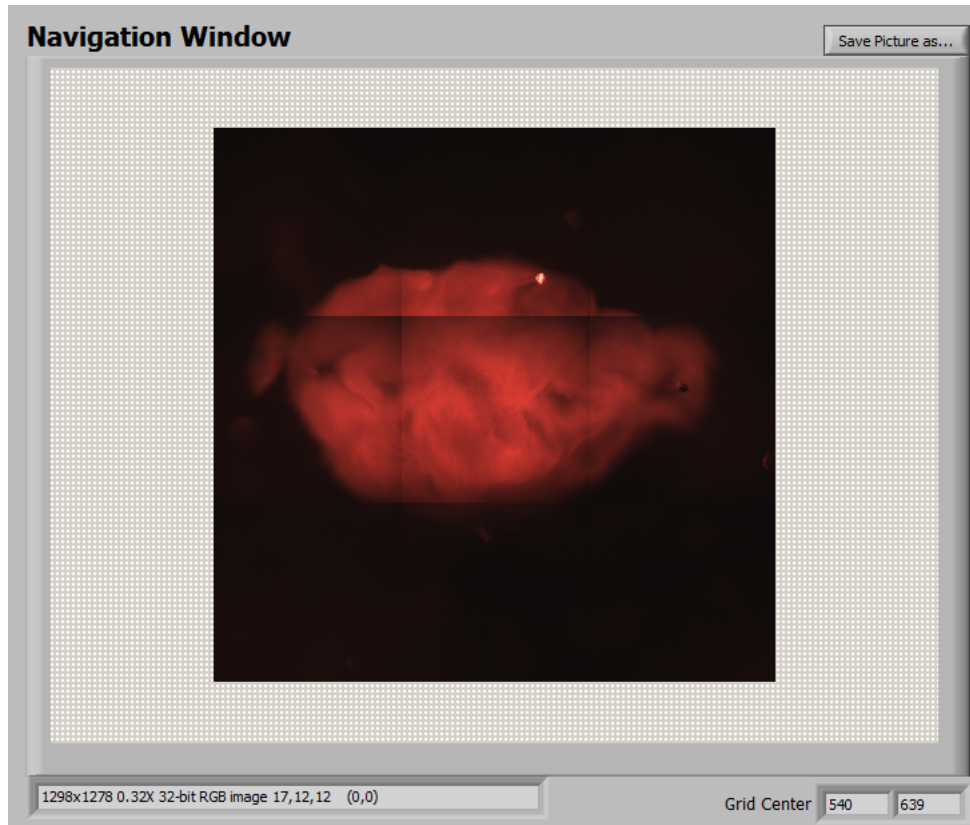 Navigation Window
Save Picture as...
1298x1278 0.32X 32-bit RGB image 17,12,12 (0,0)
Grid Center 540 639